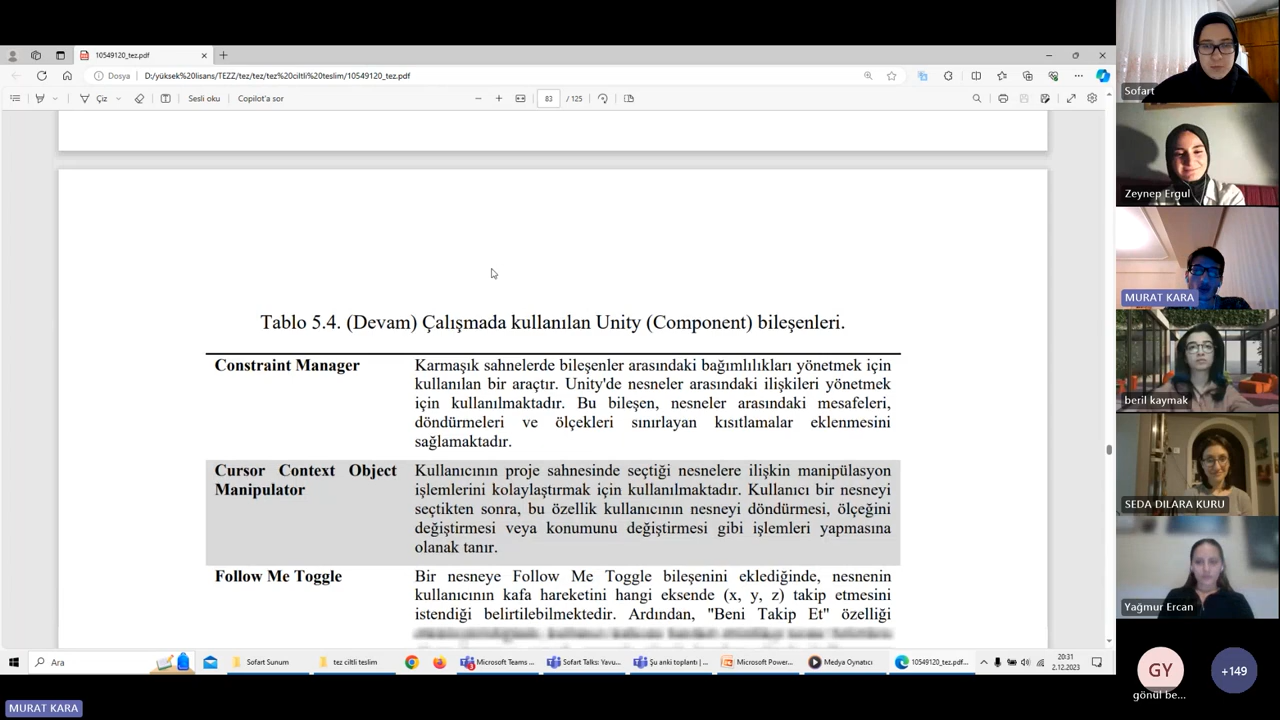 10549120_tez.pdf
Dosya
D:/yüksek%20lisans/TEZZ/tez/tez/tez%20ciltli%20teslim/10549120_tez.pdf
Çiz
Sesli oku
Copilot'a sor
83 / 125
Tablo 5.4. (Devam) Çalışmada kullanılan Unity (Component) bileşenleri.
Constraint Manager
Karmaşık sahnelerde bileşenler arasındaki bağımlılıkları yönetmek için
kullanılan bir araçtır. Unity'de nesneler arasındaki ilişkileri yönetmek
için kullanılmaktadır. Bu bileşen, nesneler arasındaki mesafeleri,
döndürmeleri ve ölçekleri sınırlayan kısıtlamalar eklenmesini
sağlamaktadır.
Cursor Context Object
Manipulator
Kullanıcının proje sahnesinde seçtiği nesnelere ilişkin manipülasyon
işlemlerini kolaylaştırmak için kullanılmaktadır. Kullanıcı bir nesneyi
seçtikten sonra, bu özellik kullanıcının nesneyi döndürmesi, ölçeğini
değiştirmesi veya konumunu değiştirmesi gibi işlemleri yapmasına
olanak tanır.
Follow Me Toggle
Bir nesneye Follow Me Toggle bileşenini eklediğinde, nesnenin
kullanıcının kafa hareketini hangi eksende (x, y, z) takip etmesini
istendiği belirtilebilmektedir. Ardından, "Beni Takip Et" özelliği
Sofart
Zeynep Ergul
MURAT KARA
beril kaymak
SEDA DILARA KURU
Yağmur Ercan
GY
gönül be...
+149
Ara
Sofart Sunum
tez ciltli teslim
Microsoft Teams ...
Sofart Talks: Yavu...
Şu anki toplantı | ...
Microsoft Power...
Medya Oynatıcı
10549120_tez.pdf...
20:31
2.12.2023
MURAT KARA